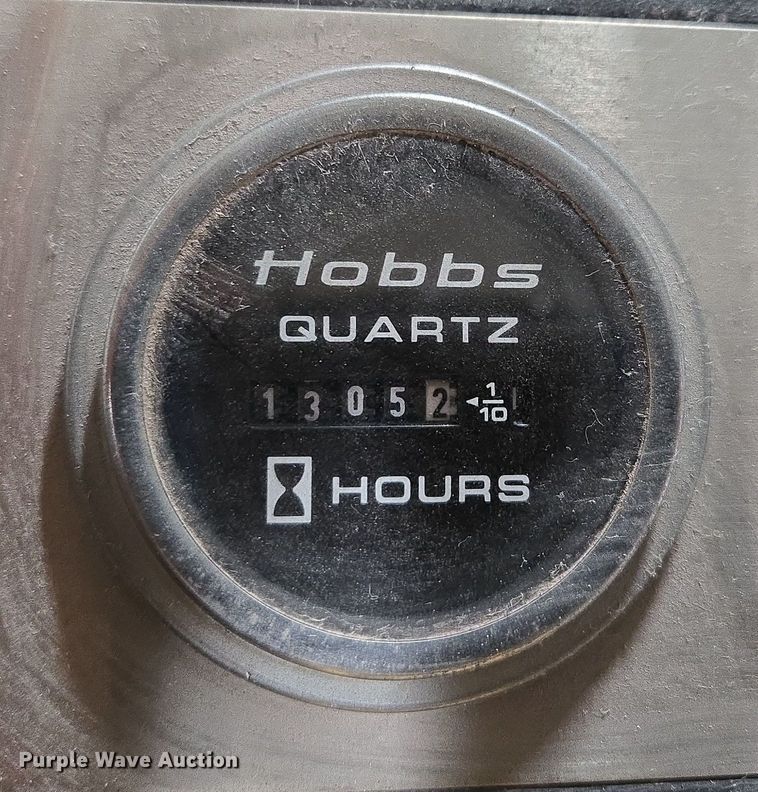 Hobbs
QUARTZ
13052 ◄1/10
HOURS
Purple Wave Auction